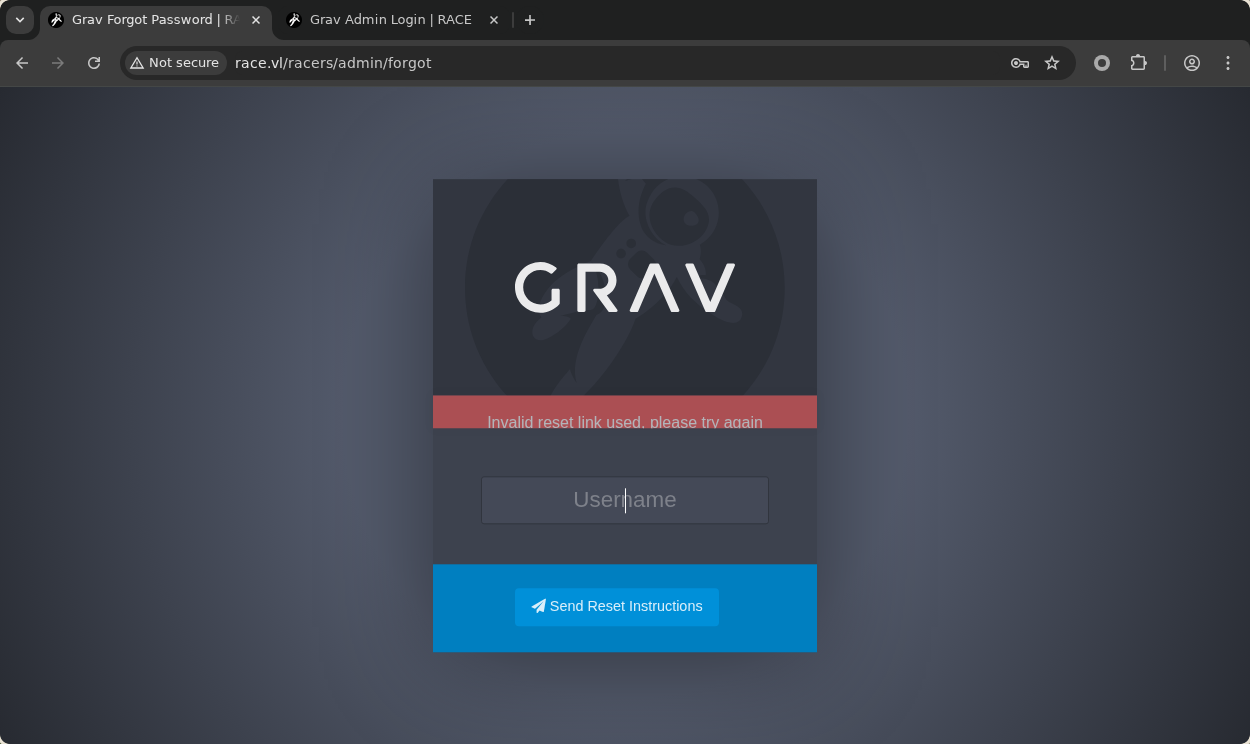 Grav Forgot Password | RA
Grav Admin Login | RACE
Not secure
race.vl/racers/admin/forgot
GRAV
Invalid reset link used, please try again
Username
Send Reset Instructions